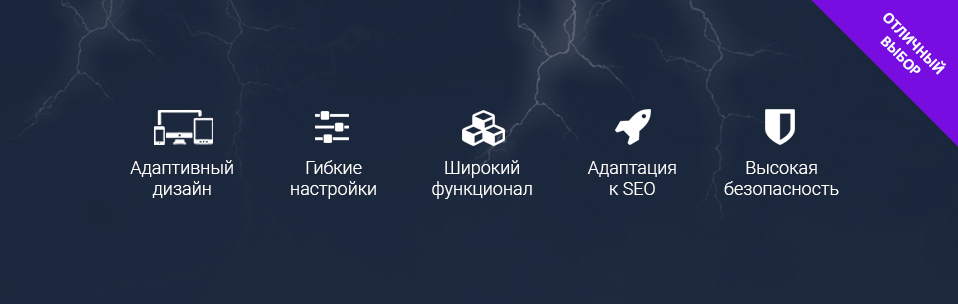 ОТЛИЧНЫЙ
ВЫБОР
Адаптивный
дизайн
Гибкие
настройки
Широкий
функционал
Адаптация
к SEO
Высокая
безопасность